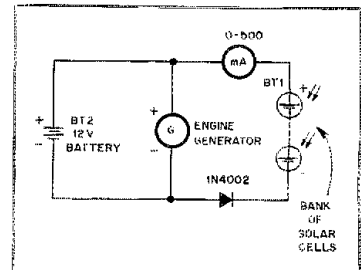 0-500
mA
BT1
+
+
BT2
12V
BATTERY
-
+
G
-
ENGINE
GENERATOR
1N4002
-
BANK
OF
SOLAR
CELLS